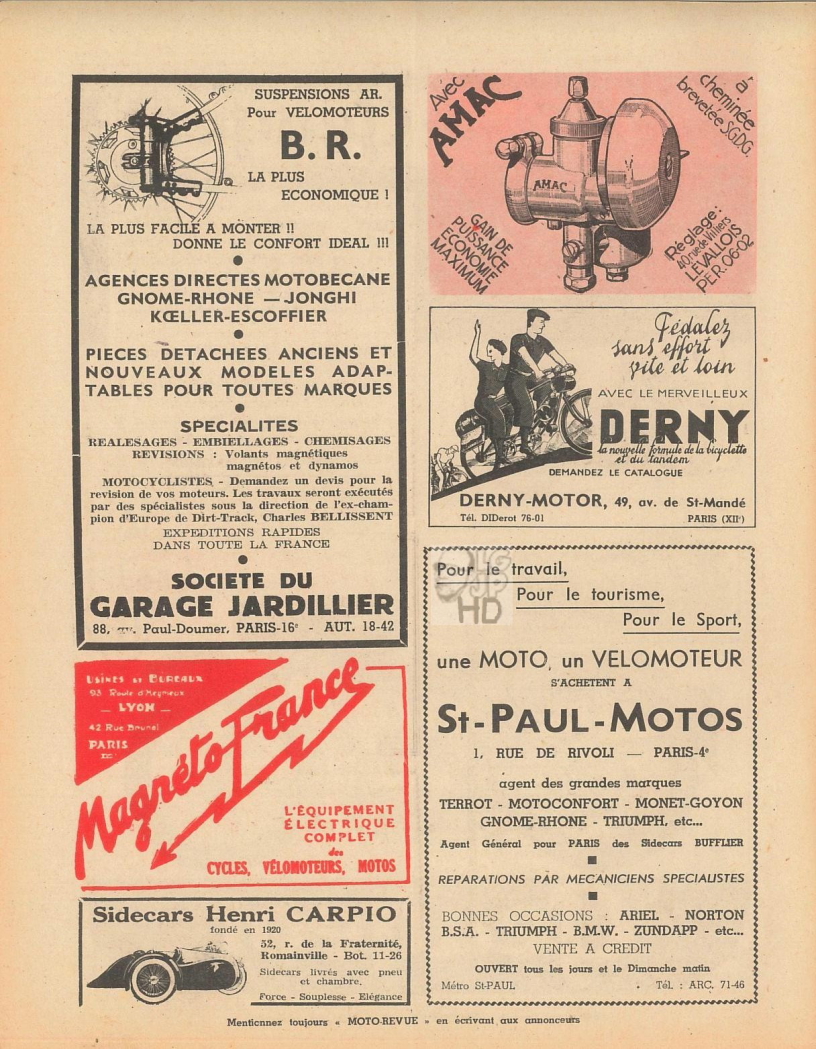 SUSPENSIONS AR.
Pour VELOMOTEURS
B. R.
LA PLUS
ECONOMIQUE !
LA PLUS FACILE A MONTER !!
DONNE LE CONFORT IDEAL !!!
AGENCES DIRECTES MOTOBECANE
GNOME-RHONE — JONGHI
KŒLLER-ESCOFFIER
PIECES DETACHEES ANCIENS ET
NOUVEAUX MODELES ADAP-
TABLES POUR TOUTES MARQUES
SPECIALITES
REALESAGES - EMBIELLAGES - CHEMISAGES
REVISIONS : Volants magnétiques
magnétos et dynamos
MOTOCYCLISTES - Demandez un devis pour la
revision de vos moteurs. Les travaux seront exécutés
par des spécialistes sous la direction de l'ex-cham-
pion d'Europe de Dirt-Track, Charles BELLISSENT
EXPEDITIONS RAPIDES
DANS TOUTE LA FRANCE
SOCIETE DU
GARAGE JARDILLIER
88, av. Paul-Doumer, PARIS-16e - AUT. 18-42
Avec
AMAC
à
cheminée
brevetée S.G.D.G.
AMAC
GAIN DE
PUISSANCE
ECONOMIE
MAXIMUM
Réglage:
40 rue de Villiers
LEVALLOIS
PER.06-02
Pédalez
sans effort
vite et loin
AVEC LE MERVEILLEUX
DERNY
la nouvelle formule de la bicyclette
et du tandem
DEMANDEZ LE CATALOGUE
DERNY-MOTOR, 49, av. de St-Mandé
Tél. DIDerot 76-01 PARIS (XIIe)
Pour le travail,
Pour le tourisme,
Pour le Sport,
HD
une MOTO, un VELOMOTEUR
S'ACHETENT A
St-PAUL-MOTOS
1, RUE DE RIVOLI — PARIS-4e
agent des grandes marques
TERROT - MOTOCONFORT - MONET-GOYON
GNOME-RHONE - TRIUMPH, etc...
Agent Général pour PARIS des Sidecars BUFFLIER
REPARATIONS PAR MECANICIENS SPECIALISTES
BONNES OCCASIONS : ARIEL - NORTON
B.S.A. - TRIUMPH - B.M.W. - ZUNDAPP - etc...
VENTE A CREDIT
OUVERT tous les jours et le Dimanche matin
Métro St-PAUL Tél. : ARC. 71-46
USINES ET BUREAUX
93 Route d'Heyrieux
— LYON —
42 Rue Brunel
PARIS
Magnéto France
L'ÉQUIPEMENT
ÉLECTRIQUE
COMPLET
des
CYCLES, VÉLOMOTEURS, MOTOS
Sidecars Henri CARPIO
fondé en 1920
52, r. de la Fraternité,
Romainville - Bot. 11-26
Sidecars livrés avec pneu
et chambre.
Force - Souplesse - Elégance
Mentionnez toujours « MOTO-REVUE » en écrivant aux annonceurs